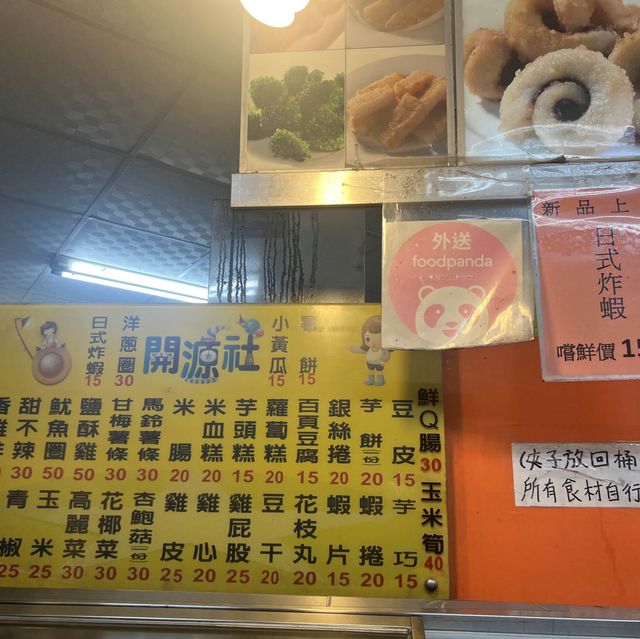 外送
foodpanda
新品上
日式炸蝦
嚐鮮價15
日式炸蝦 15
洋蔥圈 30
開源社
小黃瓜 15
餅 15
鮮Q腸 30
豆皮 15
芋餅一份 20
銀絲捲 20
百頁豆腐 15
蘿蔔糕 20
芋頭糕 20
米血糕 15
米腸 20
馬鈴薯條 30
甘梅薯條 30
鹽酥雞 50
魷魚圈 50
甜不辣 30
玉米筍 40
芋巧 15
蝦捲 20
蝦片 15
花枝丸 20
豆干 20
雞屁股 25
雞心 20
雞皮 25
杏鮑菇一份 30
花椰菜 30
高麗菜 30
玉米 25
青椒 25
夾子放回桶
所有食材自行